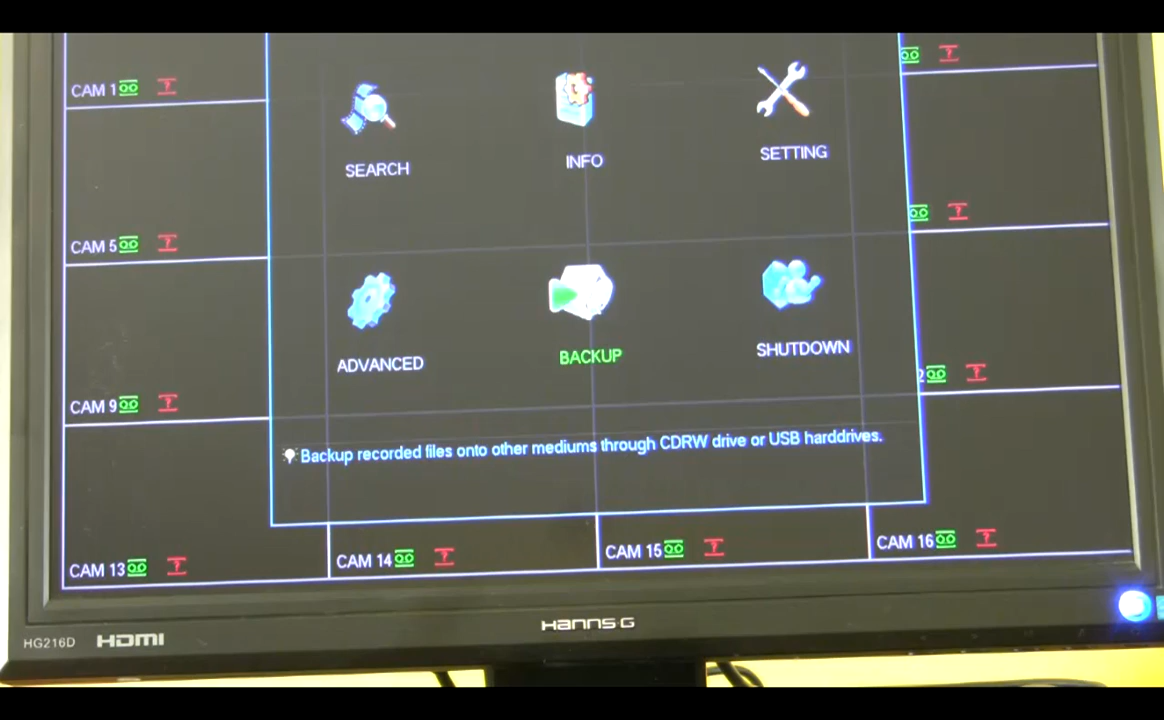 CAM 1
SEARCH
INFO
SETTING
CAM 5
ADVANCED
BACKUP
SHUTDOWN
CAM 9
2
Backup recorded files onto other mediums through CDRW drive or USB harddrives.
CAM 13
CAM 14
CAM 15
CAM 16
HG216D
HDMI
HANNS-G